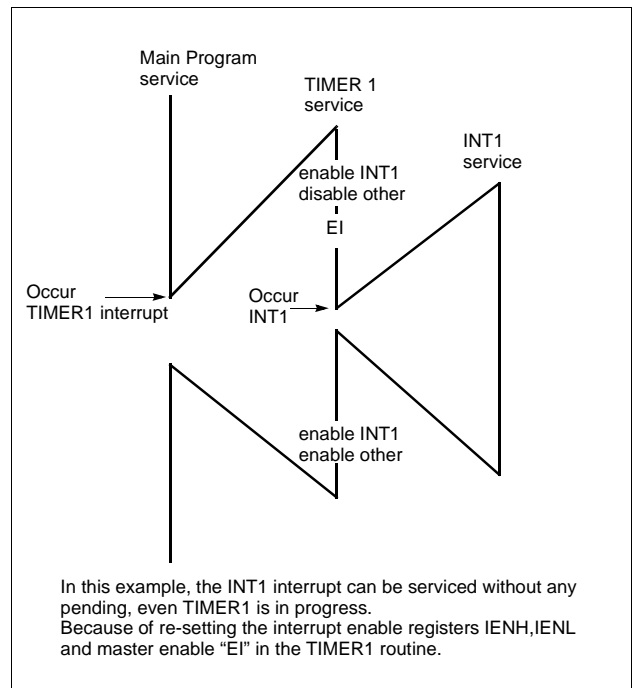 Main Program
service
TIMER 1
service
INT1
service
enable INT1
disable other
EI
Occur
TIMER1 interrupt
Occur
INT1
enable INT1
enable other
In this example, the INT1 interrupt can be serviced without any
pending, even TIMER1 is in progress.
Because of re-setting the interrupt enable registers IENH,IENL
and master enable “EI” in the TIMER1 routine.